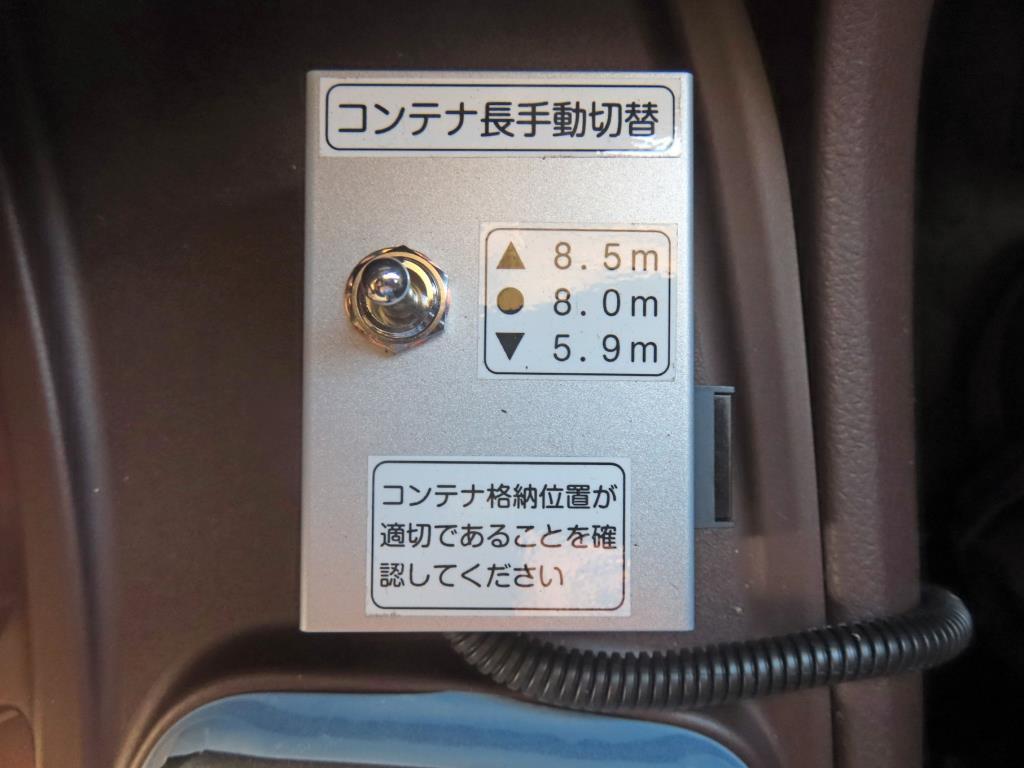 コンテナ長手動切替
▲ 8.5m
● 8.0m
▼ 5.9m
コンテナ格納位置が
適切であることを確
認してください